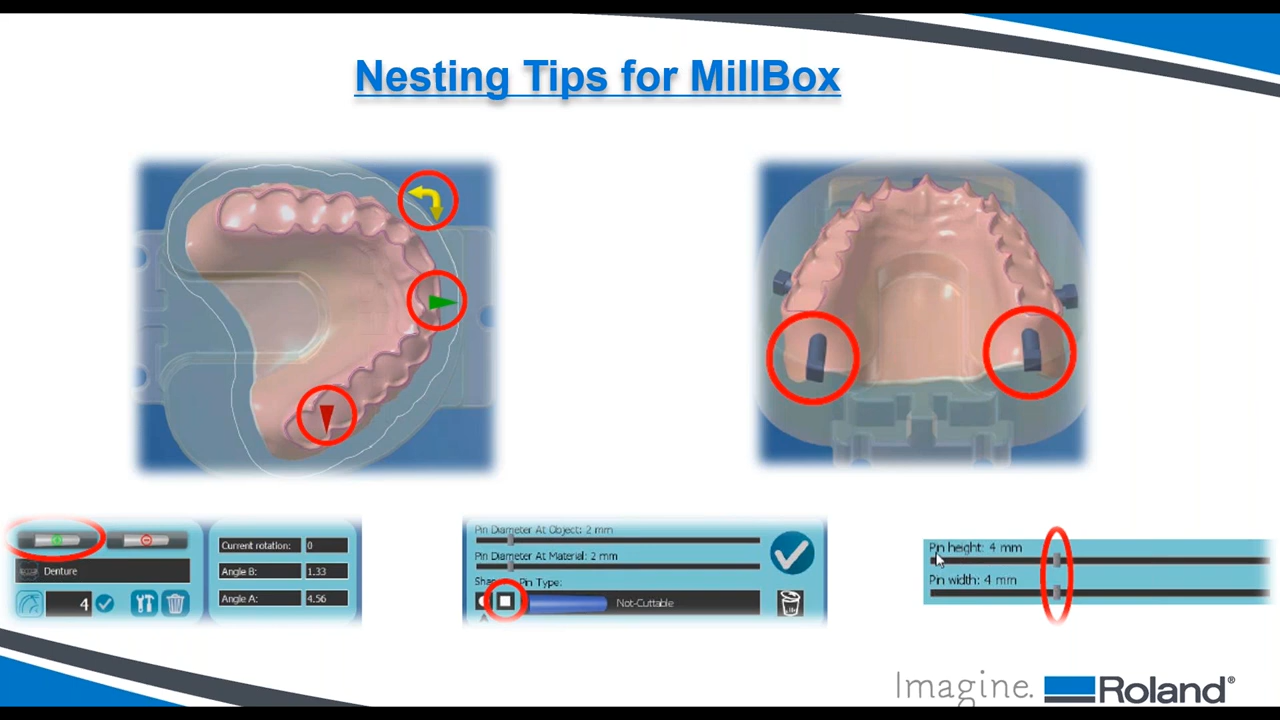 Nesting Tips for MillBox
Denture
4
Current rotation: 0
Angle B: 1.33
Angle A: 4.56
Pin Diameter At Object: 2 mm
Pin Diameter At Material: 2 mm
Pin Type:
Not-Cuttable
Pin height: 4 mm
Pin width: 4 mm
Imagine. Roland®